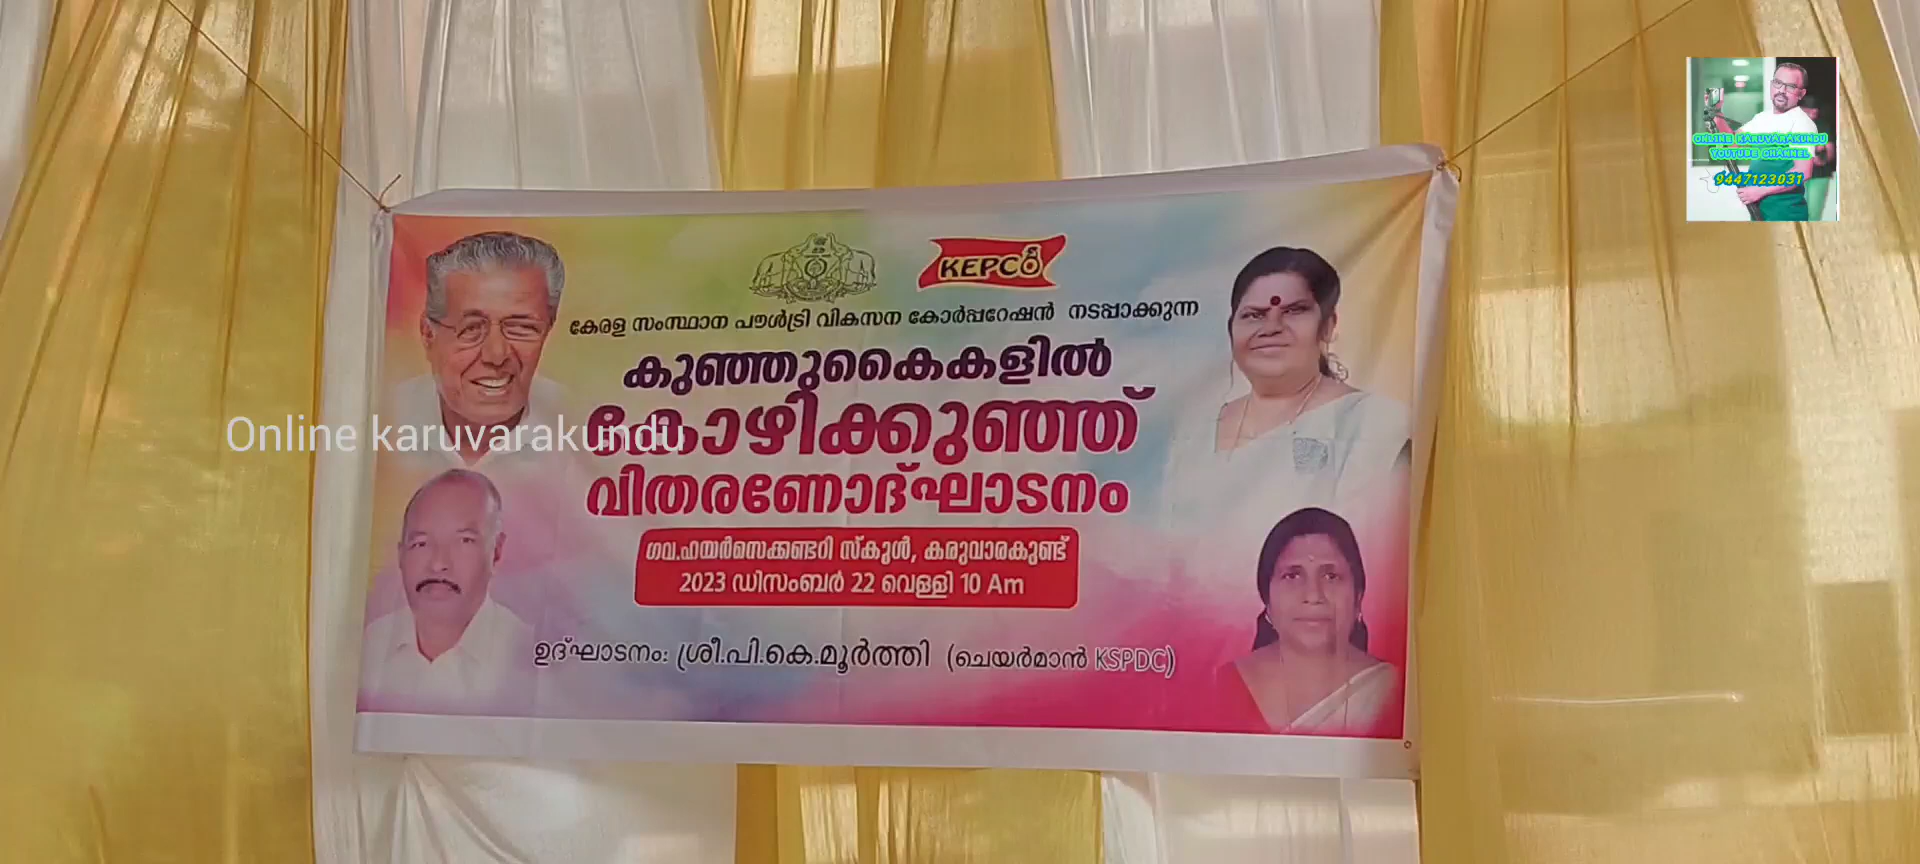 ONLINE KARUVARAKUNDU
YOUTUBE CHANNEL
9447123031
KEPCO
കേരള സംസ്ഥാന പൗൾട്രി വികസന കോർപ്പറേഷൻ നടപ്പാക്കുന്ന
കുഞ്ഞുകൈകളിൽ
കോഴിക്കുഞ്ഞ്
വിതരണോദ്ഘാടനം
Online karuvarakundu
ഗവ.ഹയർസെക്കണ്ടറി സ്കൂൾ, കരുവാരകുണ്ട്
2023 ഡിസംബർ 22 വെള്ളി 10 Am
ഉദ്ഘാടനം: ശ്രീ.പി.കെ.മൂർത്തി (ചെയർമാൻ KSPDC)